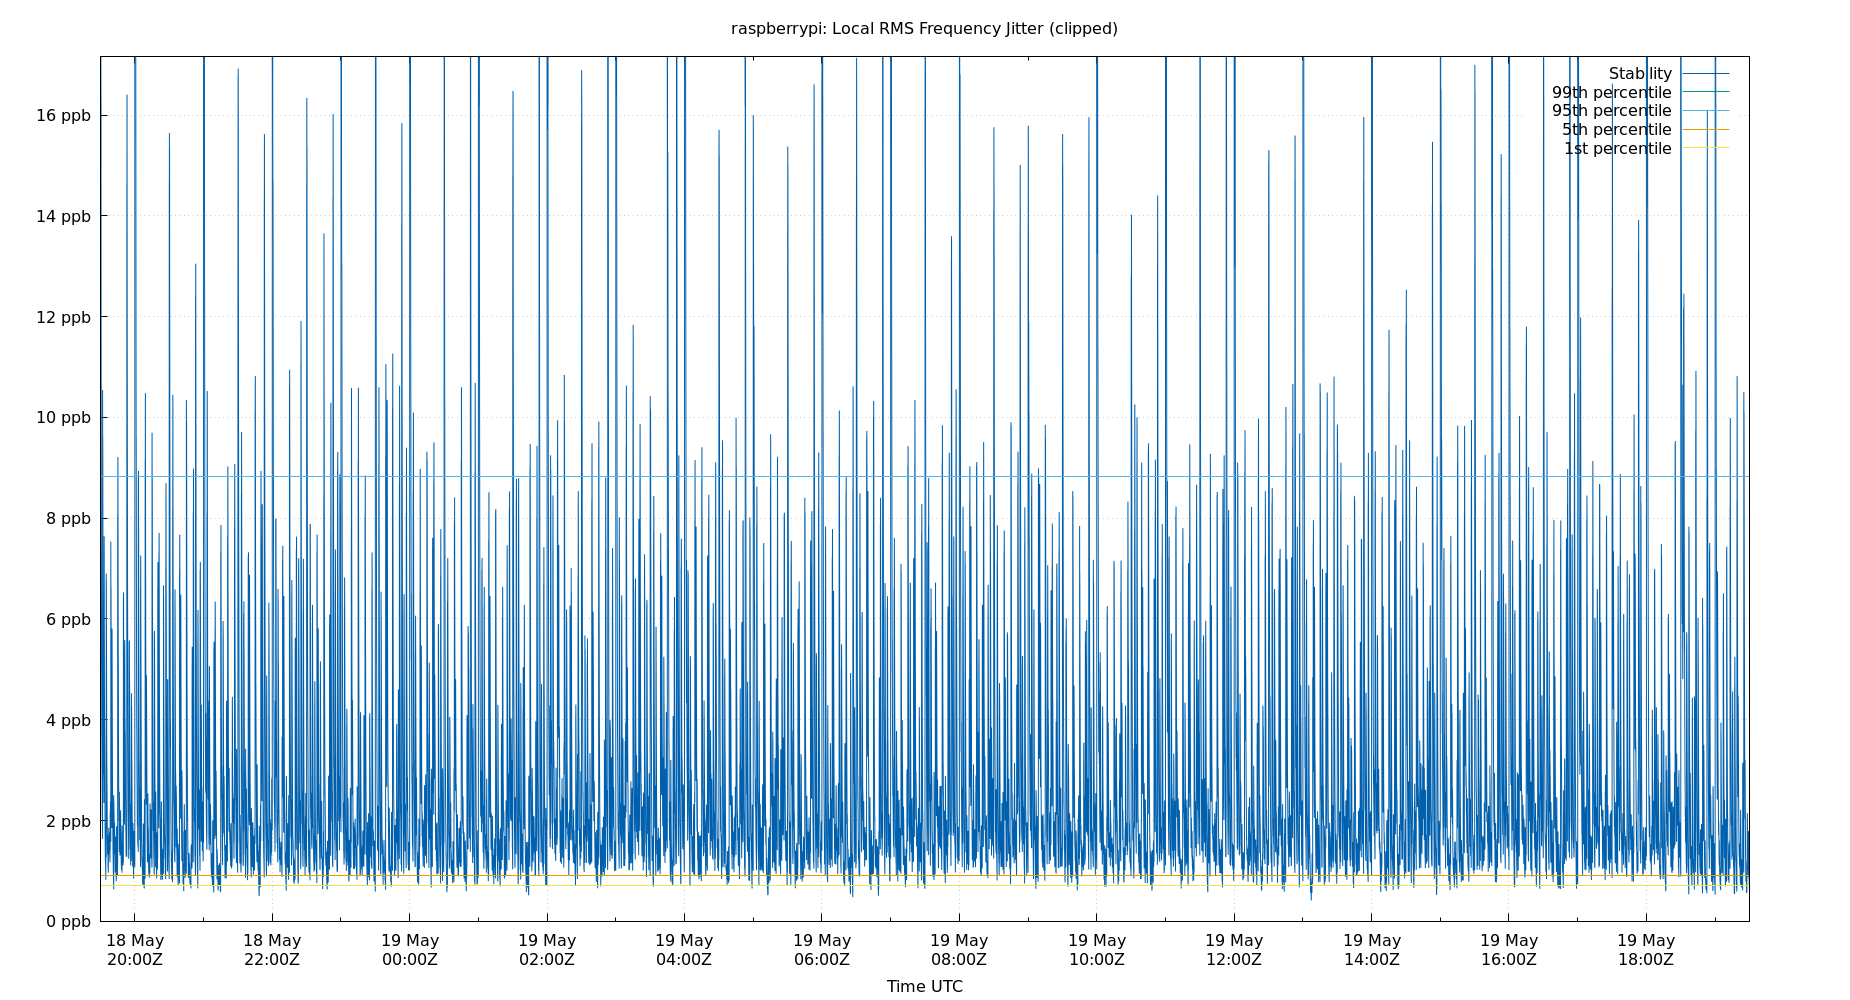 raspberrypi: Local RMS Frequency Jitter (clipped)
Stability
99th percentile
95th percentile
5th percentile
1st percentile
16 ppb
14 ppb
12 ppb
10 ppb
8 ppb
6 ppb
4 ppb
2 ppb
0 ppb
18 May 18 May 19 May 19 May 19 May 19 May 19 May 19 May 19 May 19 May 19 May 19 May
20:00Z 22:00Z 00:00Z 02:00Z 04:00Z 06:00Z 08:00Z 10:00Z 12:00Z 14:00Z 16:00Z 18:00Z
Time UTC